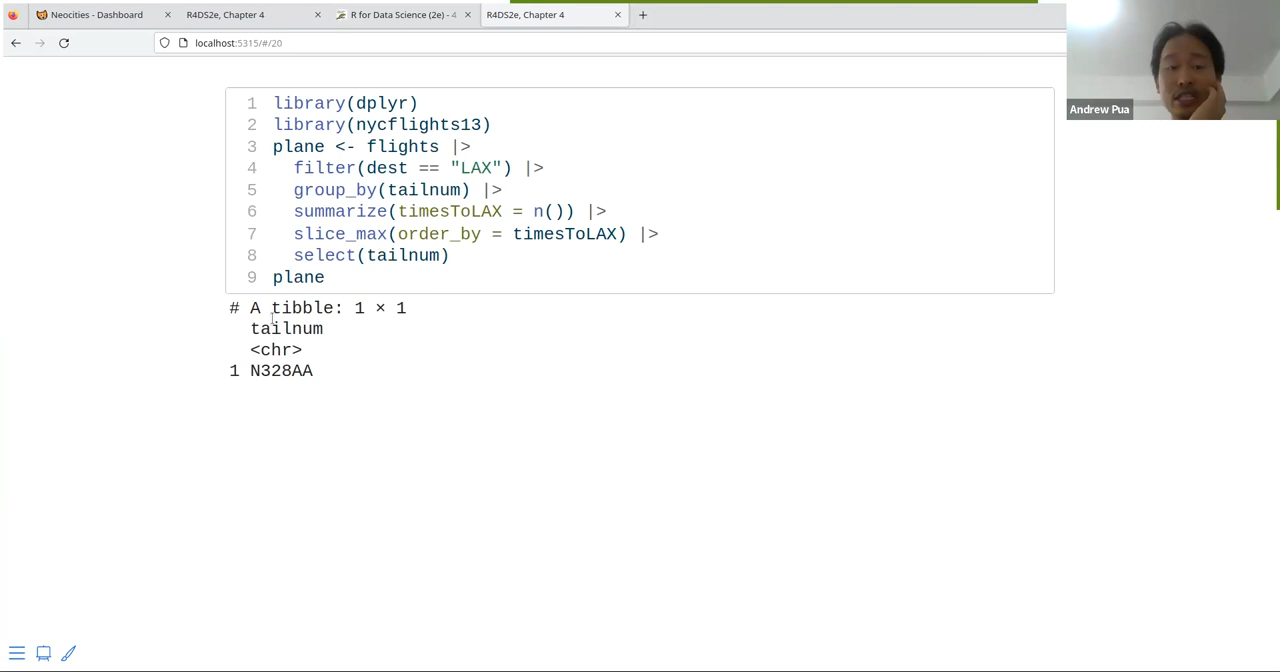 Neocities - Dashboard
R4DS2e, Chapter 4
R for Data Science (2e) - 4
R4DS2e, Chapter 4
localhost:5315/#/20
Andrew Pua
1 library(dplyr)
2 library(nycflights13)
3 plane <- flights |>
4 filter(dest == "LAX") |>
5 group_by(tailnum) |>
6 summarize(timesToLAX = n()) |>
7 slice_max(order_by = timesToLAX) |>
8 select(tailnum)
9 plane
# A tibble: 1 × 1
tailnum
<chr>
1 N328AA